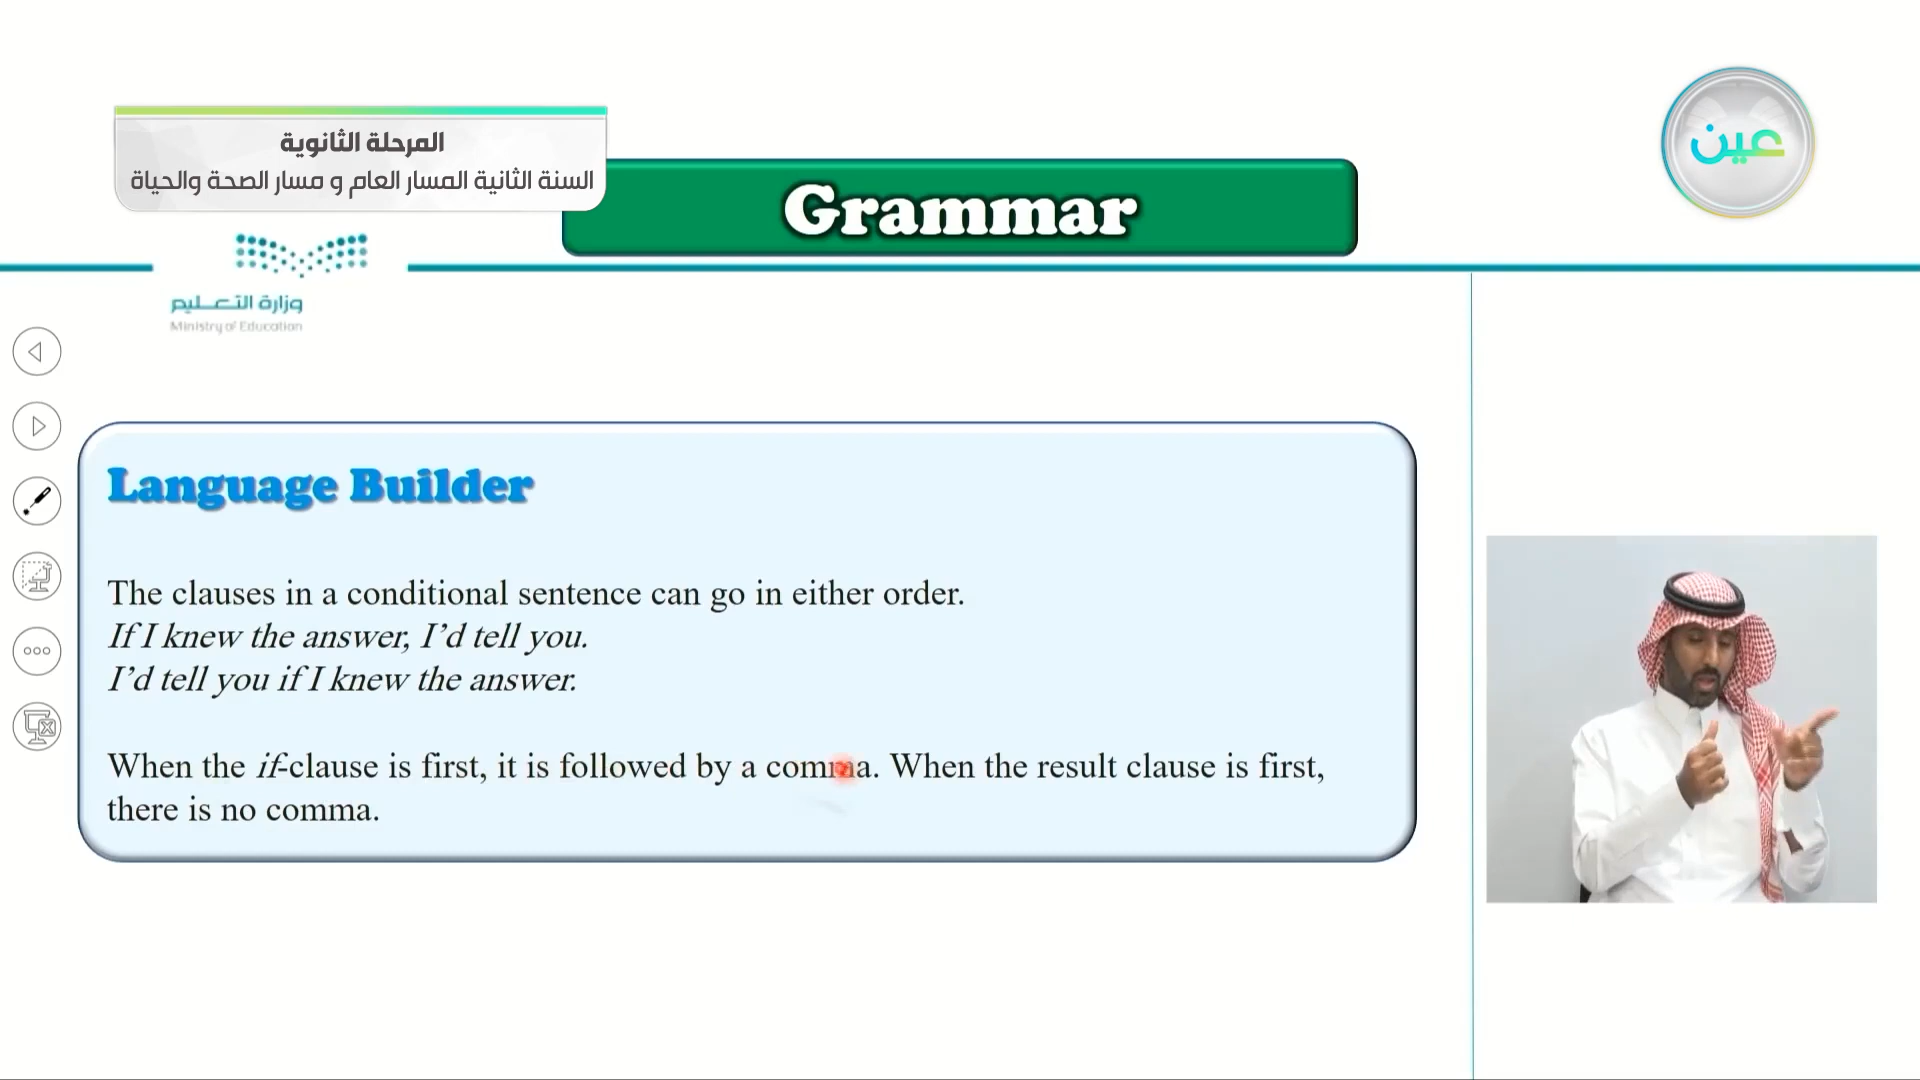 المرحلة الثانوية
السنة الثانية المسار العام و مسار الصحة والحياة
عين
Grammar
وزارة التعليم
Ministry of Education
Language Builder
The clauses in a conditional sentence can go in either order.
If I knew the answer, I’d tell you.
I’d tell you if I knew the answer.
When the if-clause is first, it is followed by a comma. When the result clause is first,
there is no comma.